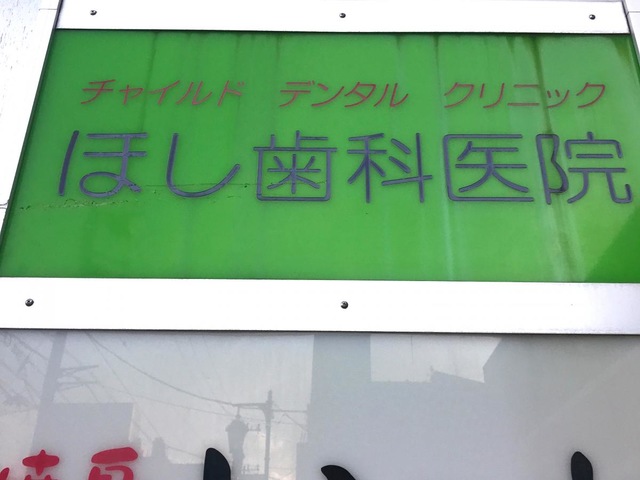 チャイルド デンタル クリニック
ほし歯科医院